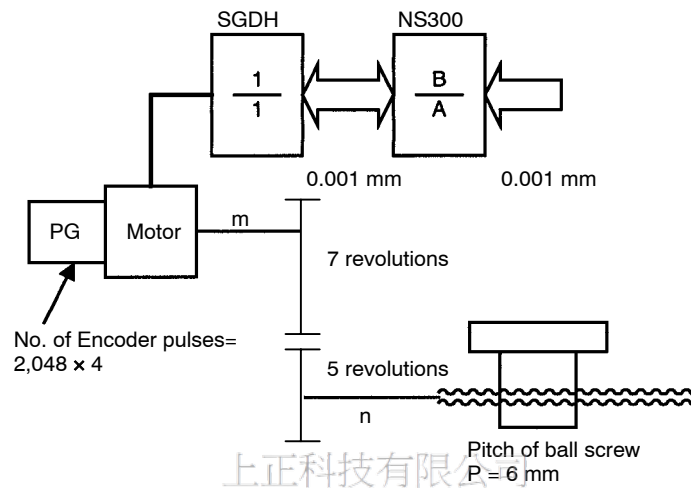 SGDH
NS300
1
1
B
A
0.001 mm
0.001 mm
PG
Motor
m
7 revolutions
No. of Encoder pulses=
2,048 × 4
5 revolutions
n
Pitch of ball screw
P = 6 mm
上正科技有限公司